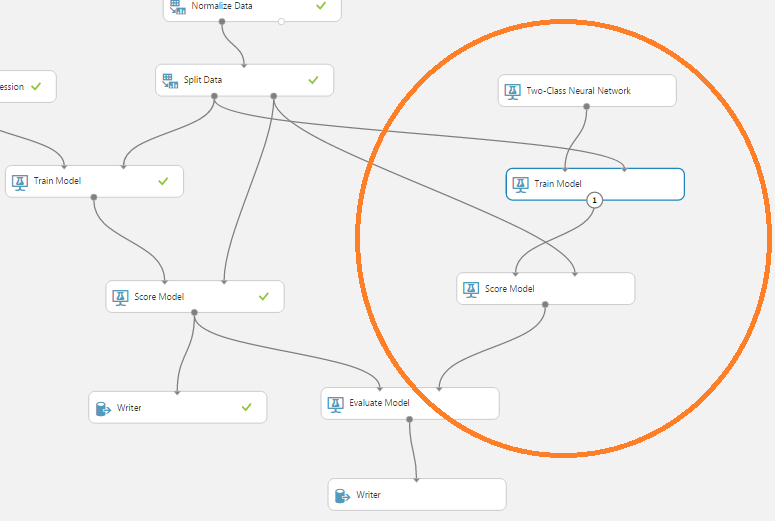 Normalize Data
Split Data
ession
Two-Class Neural Network
Train Model
Train Model
1
Score Model
Score Model
Writer
Evaluate Model
Writer